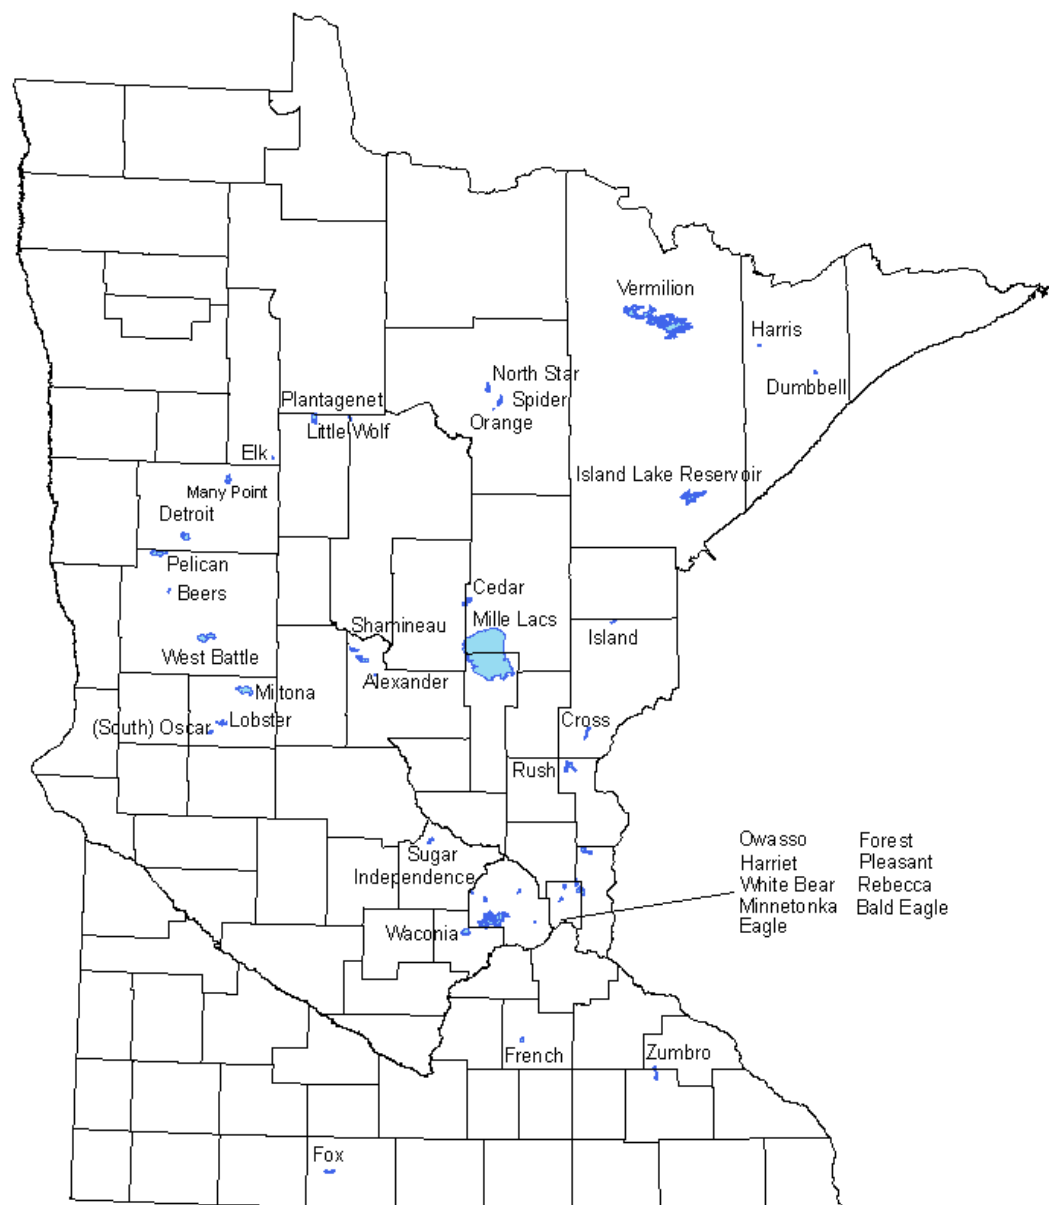 Vermilion
Harris
North Star
Dumbbell
Plantagenet
Spider
Orange
Little Wolf
Elk
Island Lake Reservoir
Many Point
Detroit
Pelican
Beers
Cedar
Mille Lacs
Shamineau
Island
West Battle
Alexander
Miltona
(South) Oscar
Lobster
Cross
Rush
Owasso Forest
Harriet Pleasant
White Bear Rebecca
Minnetonka Bald Eagle
Eagle
Sugar
Independence
Waconia
French
Zumbro
Fox